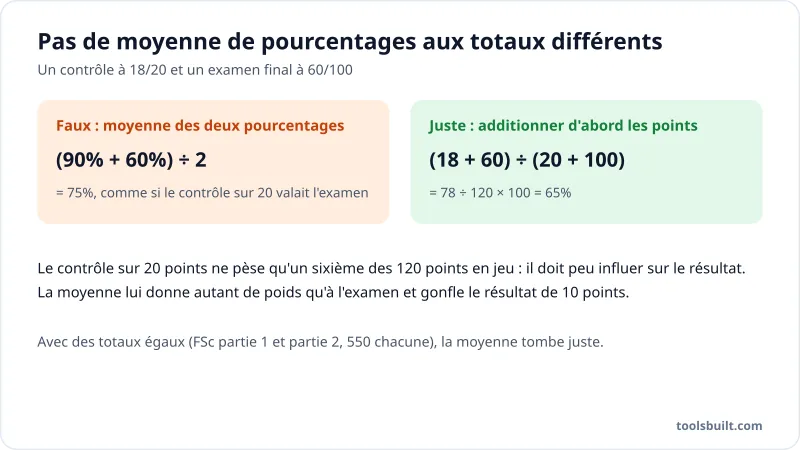 Pas de moyenne de pourcentages aux totaux différents
Un contrôle à 18/20 et un examen final à 60/100
Faux : moyenne des deux pourcentages
(90% + 60%) ÷ 2
= 75%, comme si le contrôle sur 20 valait l'examen
Juste : additionner d'abord les points
(18 + 60) ÷ (20 + 100)
= 78 ÷ 120 × 100 = 65%
Le contrôle sur 20 points ne pèse qu'un sixième des 120 points en jeu : il doit peu influer sur le résultat.
La moyenne lui donne autant de poids qu'à l'examen et gonfle le résultat de 10 points.
Avec des totaux égaux (FSc partie 1 et partie 2, 550 chacune), la moyenne tombe juste.
toolsbuilt.com